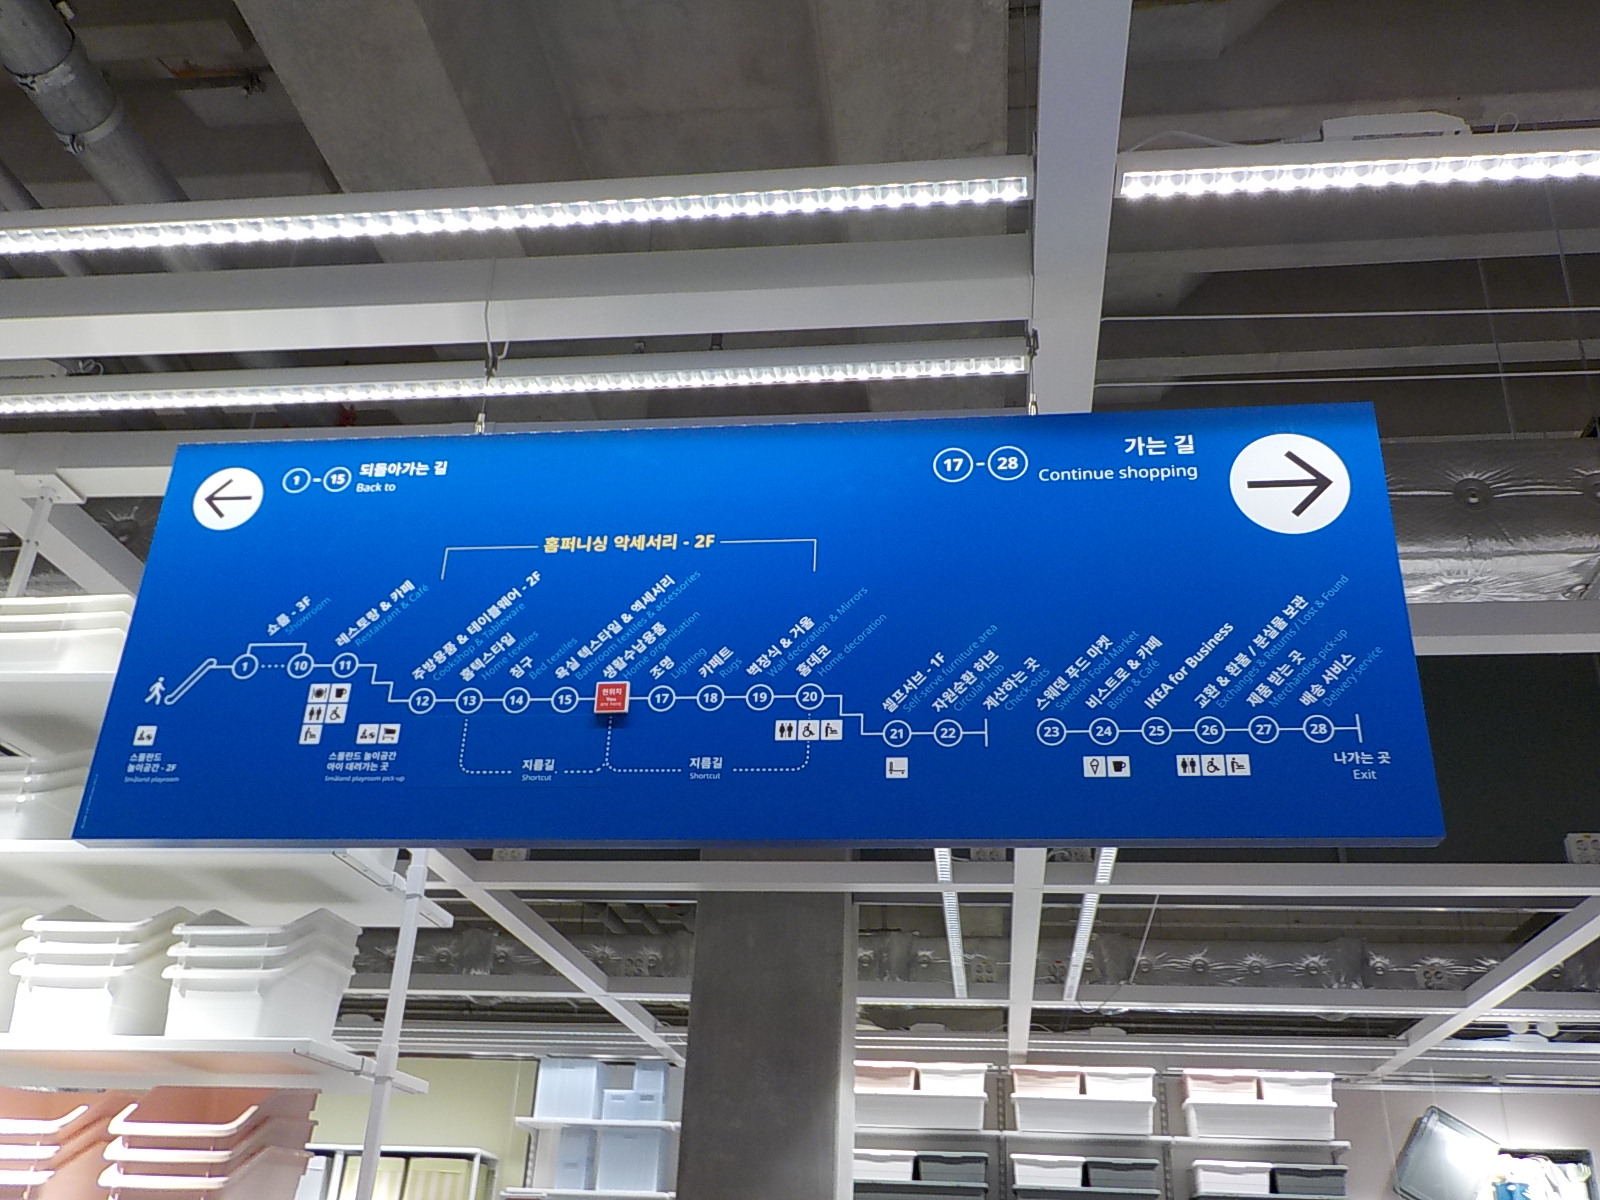 1 - 15 되돌아가는 길
Back to
17 - 28 가는 길
Continue shopping
홈퍼니싱 악세서리 - 2F
쇼룸 - 3F
Showroom
레스토랑 & 카페
Restaurant & Café
주방용품 & 테이블웨어 - 2F
Cookshop & Tableware
홈텍스타일
Home textiles
침구
Bed textiles
욕실 텍스타일 & 엑세서리
Bathroom textiles & accessories
생활수납용품
Home organisation
조명
Lighting
카페트
Rugs
벽장식 & 거울
Wall decoration & Mirrors
홈데코
Home decoration
셀프서브 - 1F
Self-serve furniture area
자원순환 허브
Circular Hub
계산하는 곳
Check-outs
스웨덴 푸드 마켓
Swedish Food Market
비스트로 & 카페
Bistro & Café
IKEA for Business
교환 & 환불 / 분실물 보관
Exchanges & returns / Lost & Found
제품 받는 곳
Merchandise pick-up
배송 서비스
Delivery service
1 10 11
12 13 14 15 현위치 17 18 19 20
You
are here
21 22 23 24 25 26 27 28
스몰란드
놀이공간 - 2F
Småland playroom
스몰란드 놀이공간
아이 데려가는 곳
Småland playroom pick-up
지름길
Shortcut
지름길
Shortcut
나가는 곳
Exit